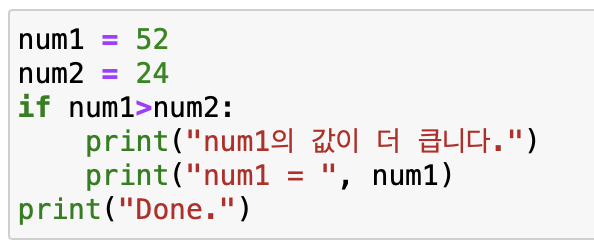 num1 = 52
num2 = 24
if num1>num2:
    print("num1의 값이 더 큽니다.")
    print("num1 = ", num1)
print("Done.")